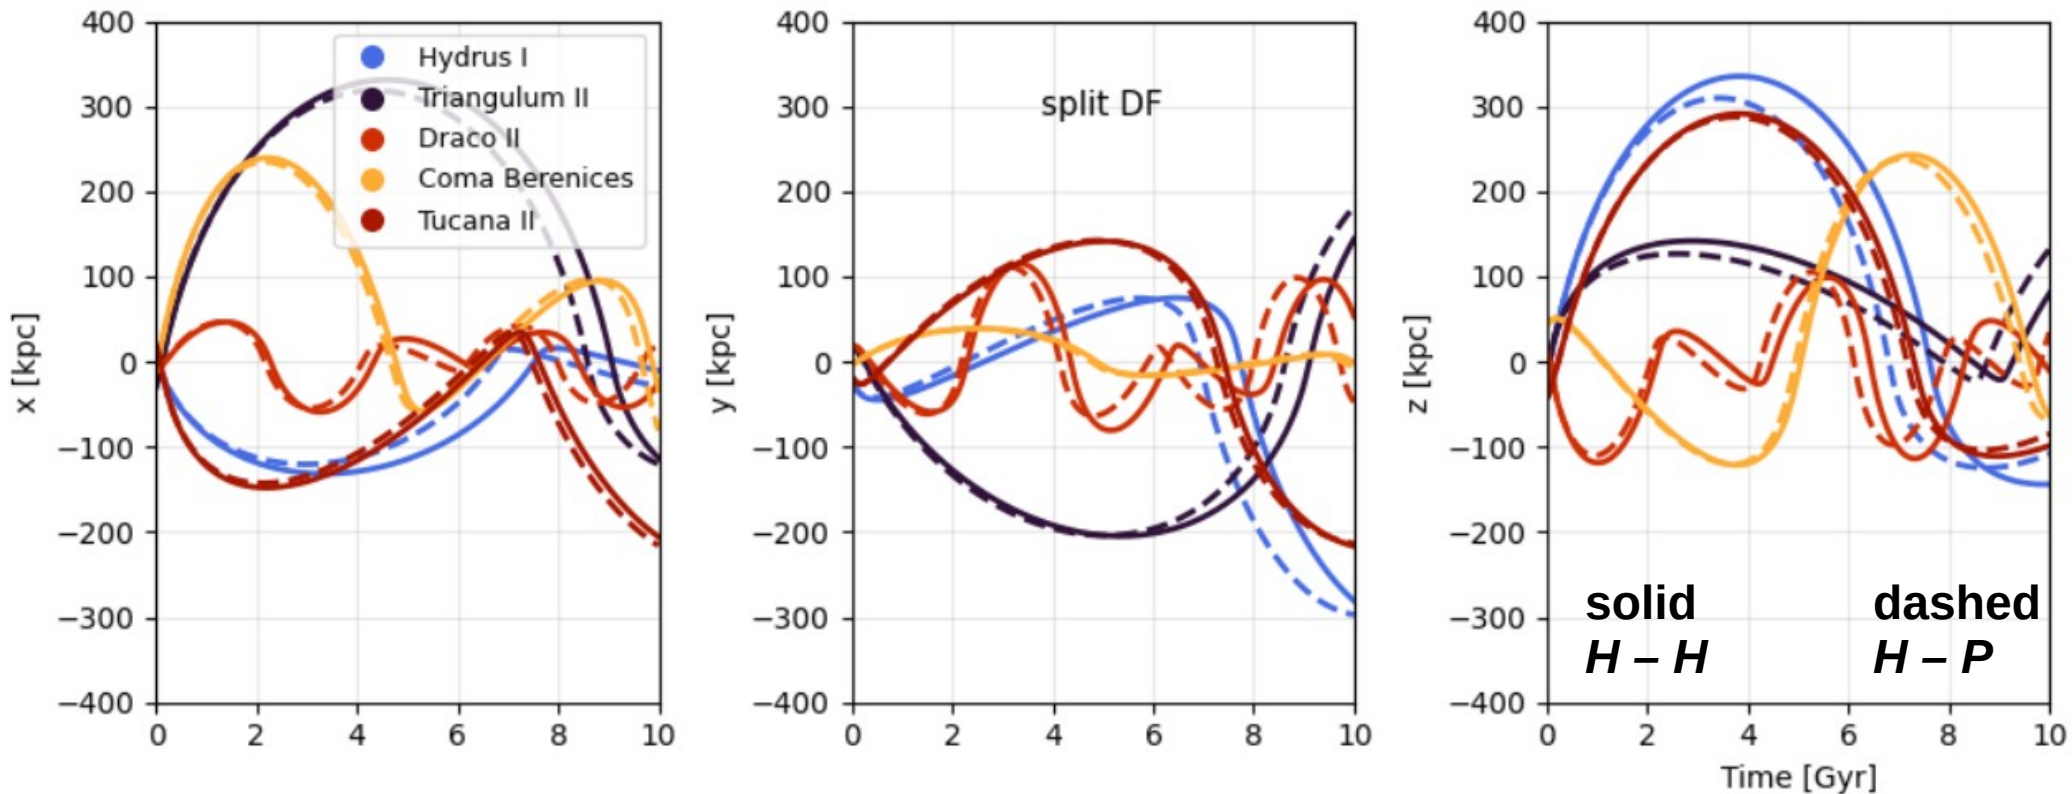 400
300
200
100
0
−100
−200
−300
−400
x [kpc]
0 2 4 6 8 10
Hydrus I
Triangulum II
Draco II
Coma Berenices
Tucana II
400
300
200
100
0
−100
−200
−300
−400
y [kpc]
0 2 4 6 8 10
split DF
400
300
200
100
0
−100
−200
−300
−400
z [kpc]
0 2 4 6 8 10
Time [Gyr]
solid
H – H
dashed
H – P